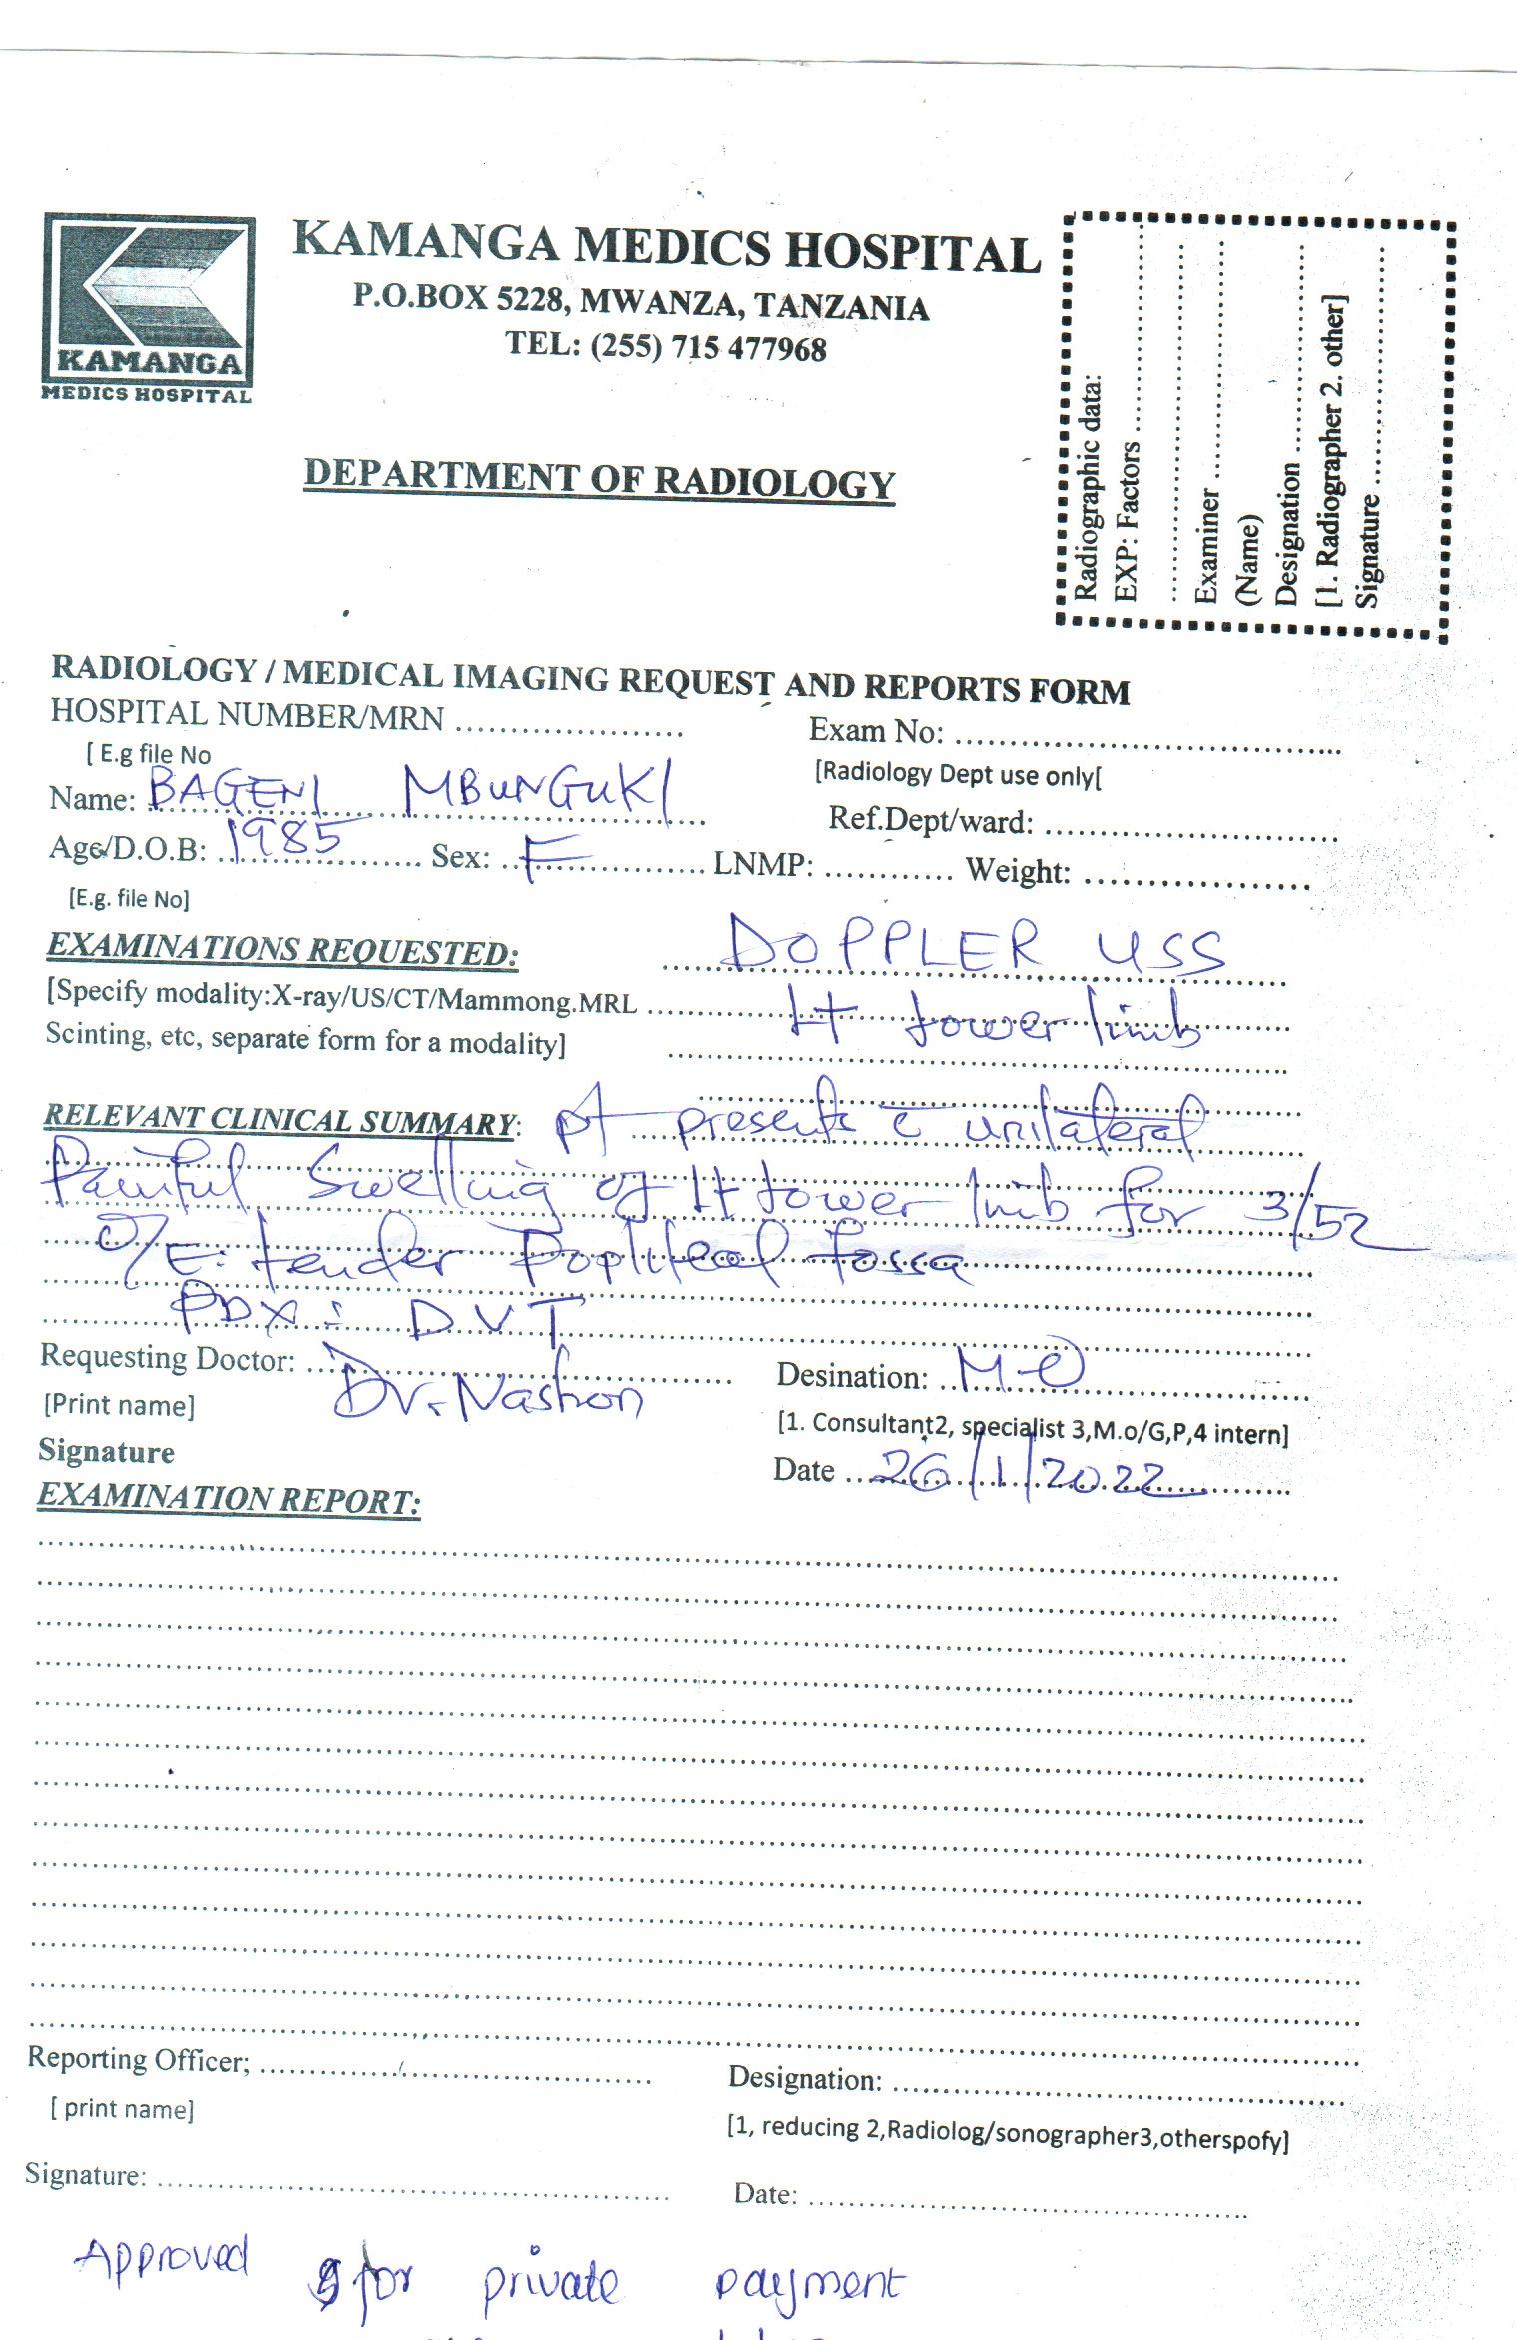 KAMANGA
MEDICS HOSPITAL
KAMANGA MEDICS HOSPITAL
P.O.BOX 5228, MWANZA, TANZANIA
TEL: (255) 715 477968
DEPARTMENT OF RADIOLOGY
Radiographic data:
EXP: Factors ....................
....................
Examiner ....................
(Name)
Designation ....................
[1. Radiographer 2. other]
Signature ....................
RADIOLOGY / MEDICAL IMAGING REQUEST AND REPORTS FORM
HOSPITAL NUMBER/MRN .................... Exam No: ....................
[ E.g file No [Radiology Dept use only[
Name: BAGENI MBUNGUKI Ref.Dept/ward: ....................
Age/D.O.B: 1985 Sex: F LNMP: ............ Weight: ....................
[E.g. file No]
EXAMINATIONS REQUESTED: DOPPLER USS
[Specify modality:X-ray/US/CT/Mammong.MRL Lt lower limb
Scinting, etc, separate form for a modality]
RELEVANT CLINICAL SUMMARY: pt presents c̄ unilateral
Painful swelling of Lt lower limb for 3/52
O/E: tender Popliteal fossa
PDX: DVT
Requesting Doctor: Dr. Nashon Desination: M.O
[Print name] [1. Consultant2, specialist 3,M.o/G,P,4 intern]
Signature Date 26/1/2022
EXAMINATION REPORT:
Reporting Officer; .................... Designation: ....................
[ print name] [1, reducing 2,Radiolog/sonographer3,otherspofy]
Signature: .................... Date: ....................
Approved for private payment